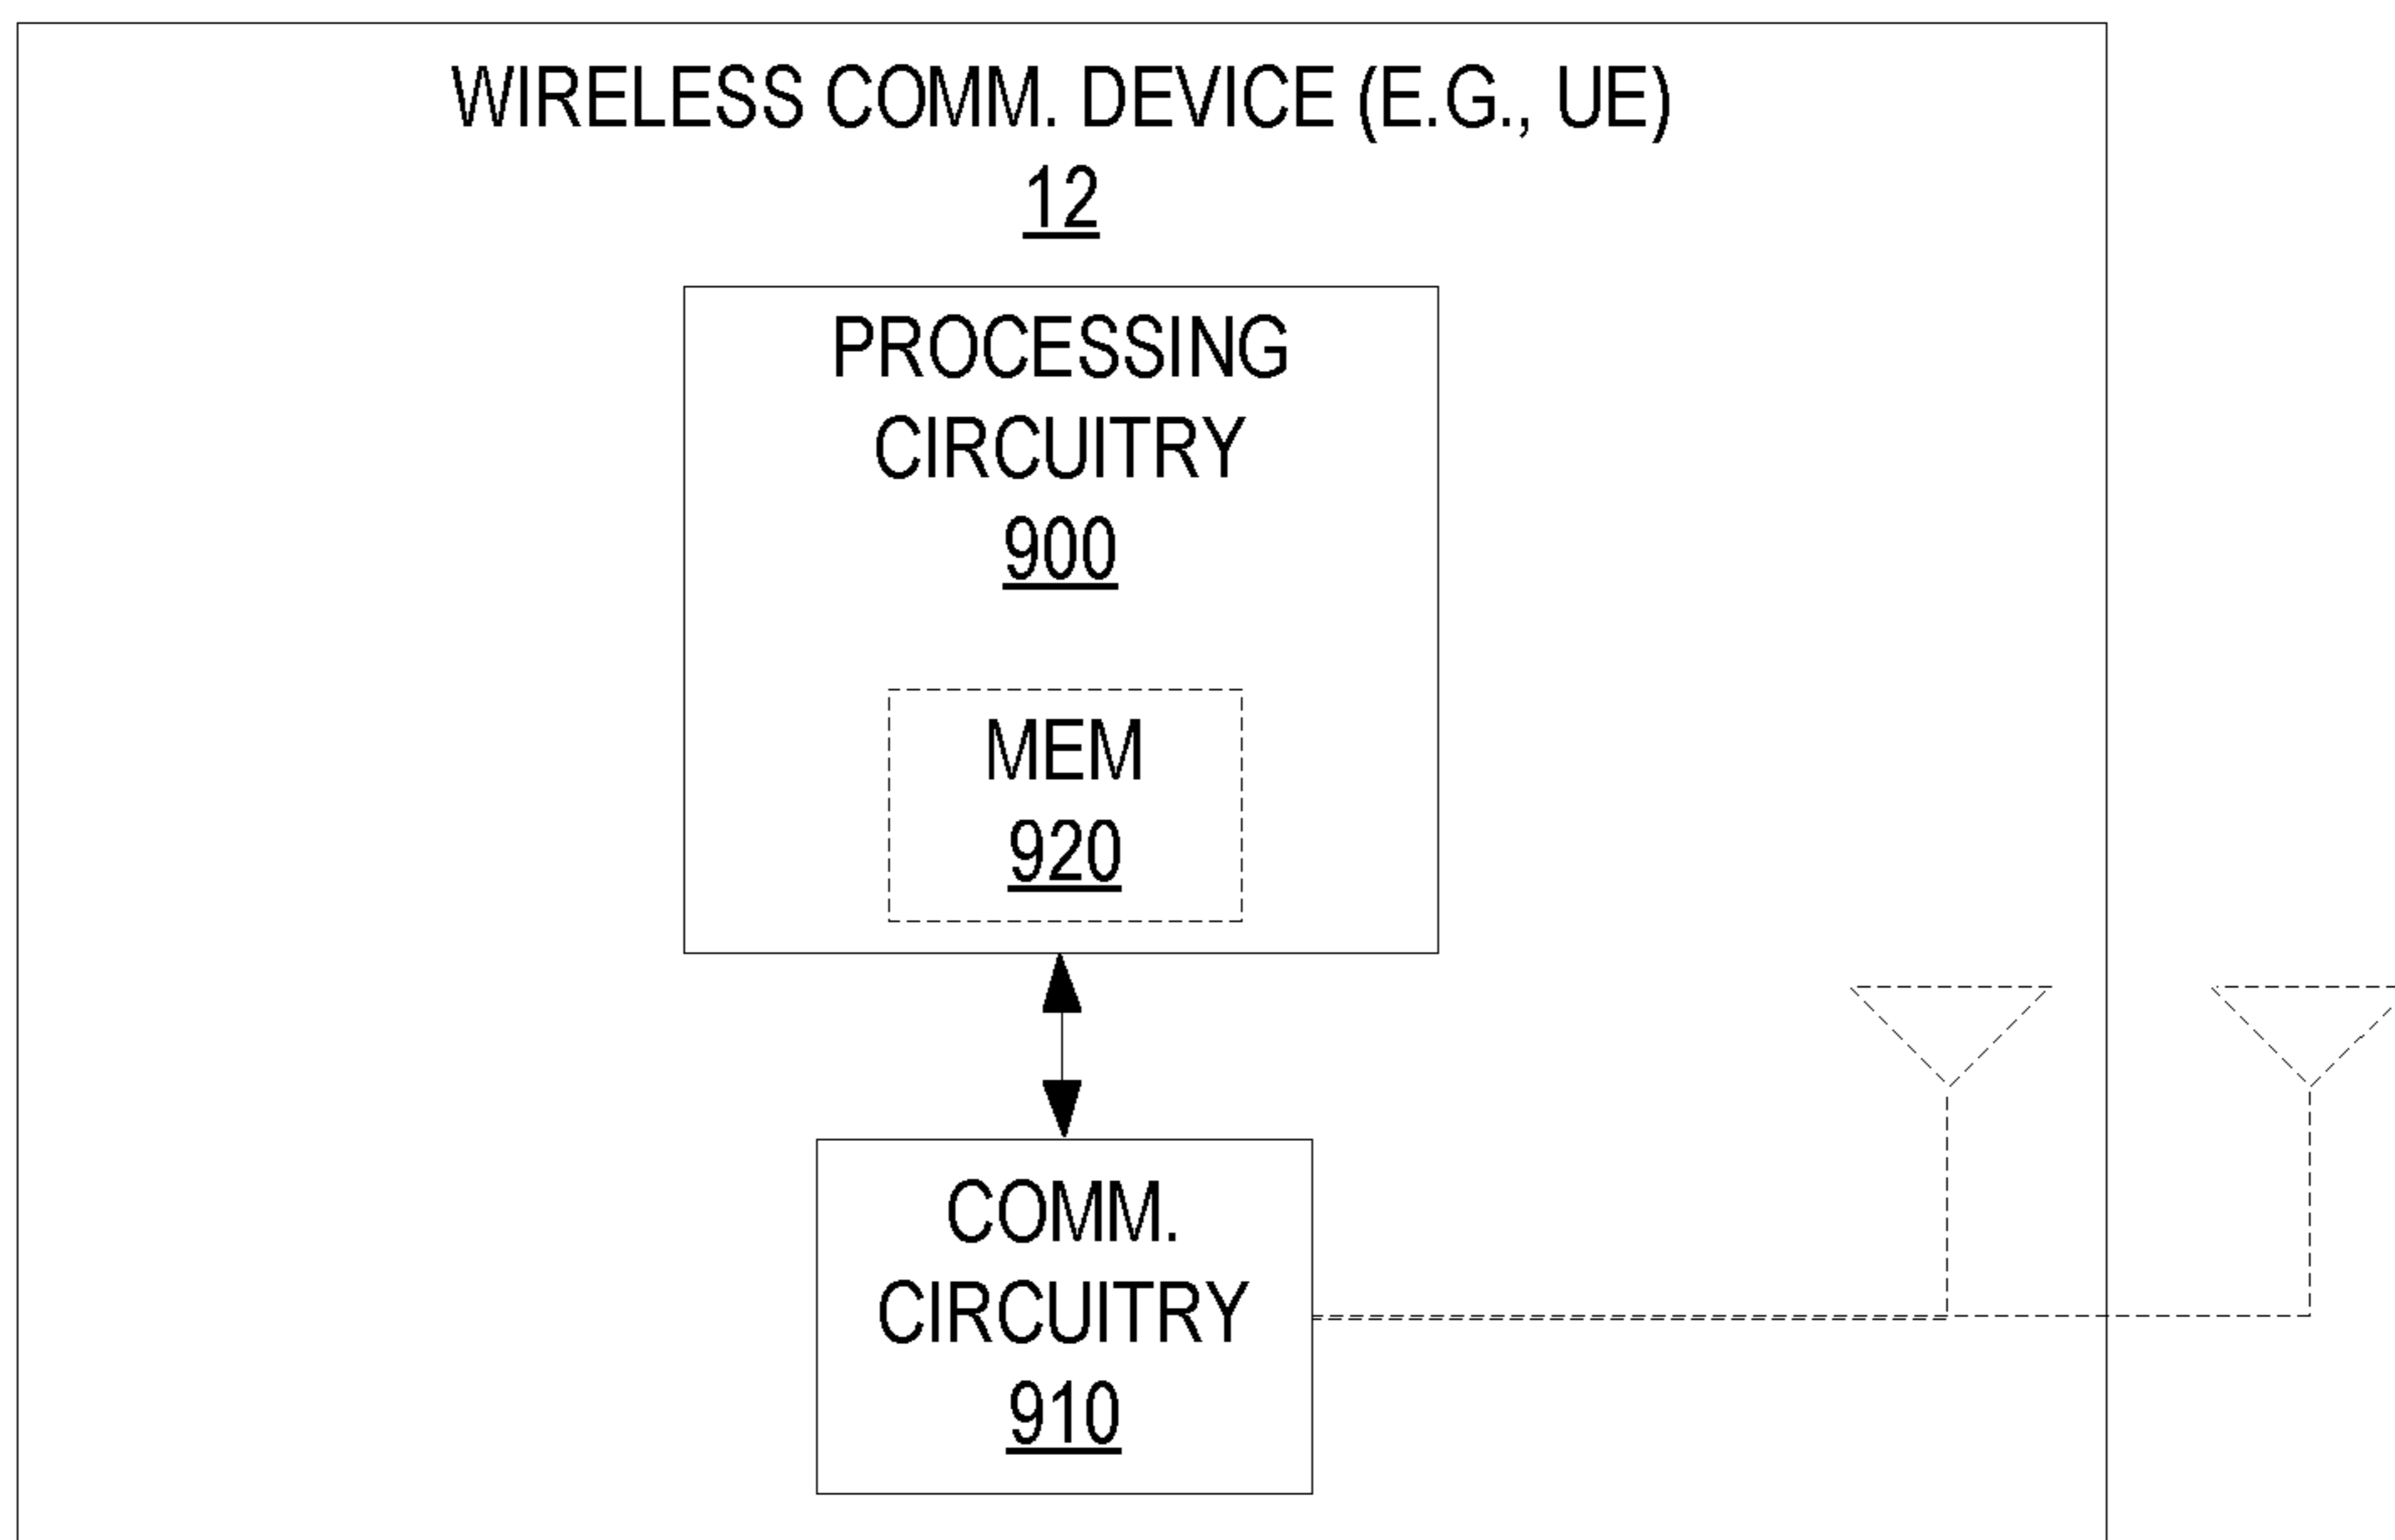 WIRELESS COMM. DEVICE (E.G., UE)
12
PROCESSING
CIRCUITRY
900
MEM
920
COMM.
CIRCUITRY
910